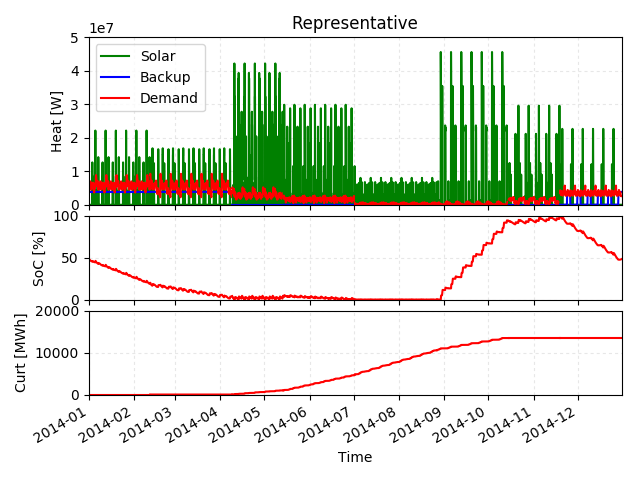 Representative
1e7
Heat [W]
5
4
3
2
1
0
Solar
Backup
Demand
SoC [%]
100
50
0
Curt [MWh]
20000
10000
0
2014-01
2014-02
2014-03
2014-04
2014-05
2014-06
2014-07
2014-08
2014-09
2014-10
2014-11
2014-12
Time